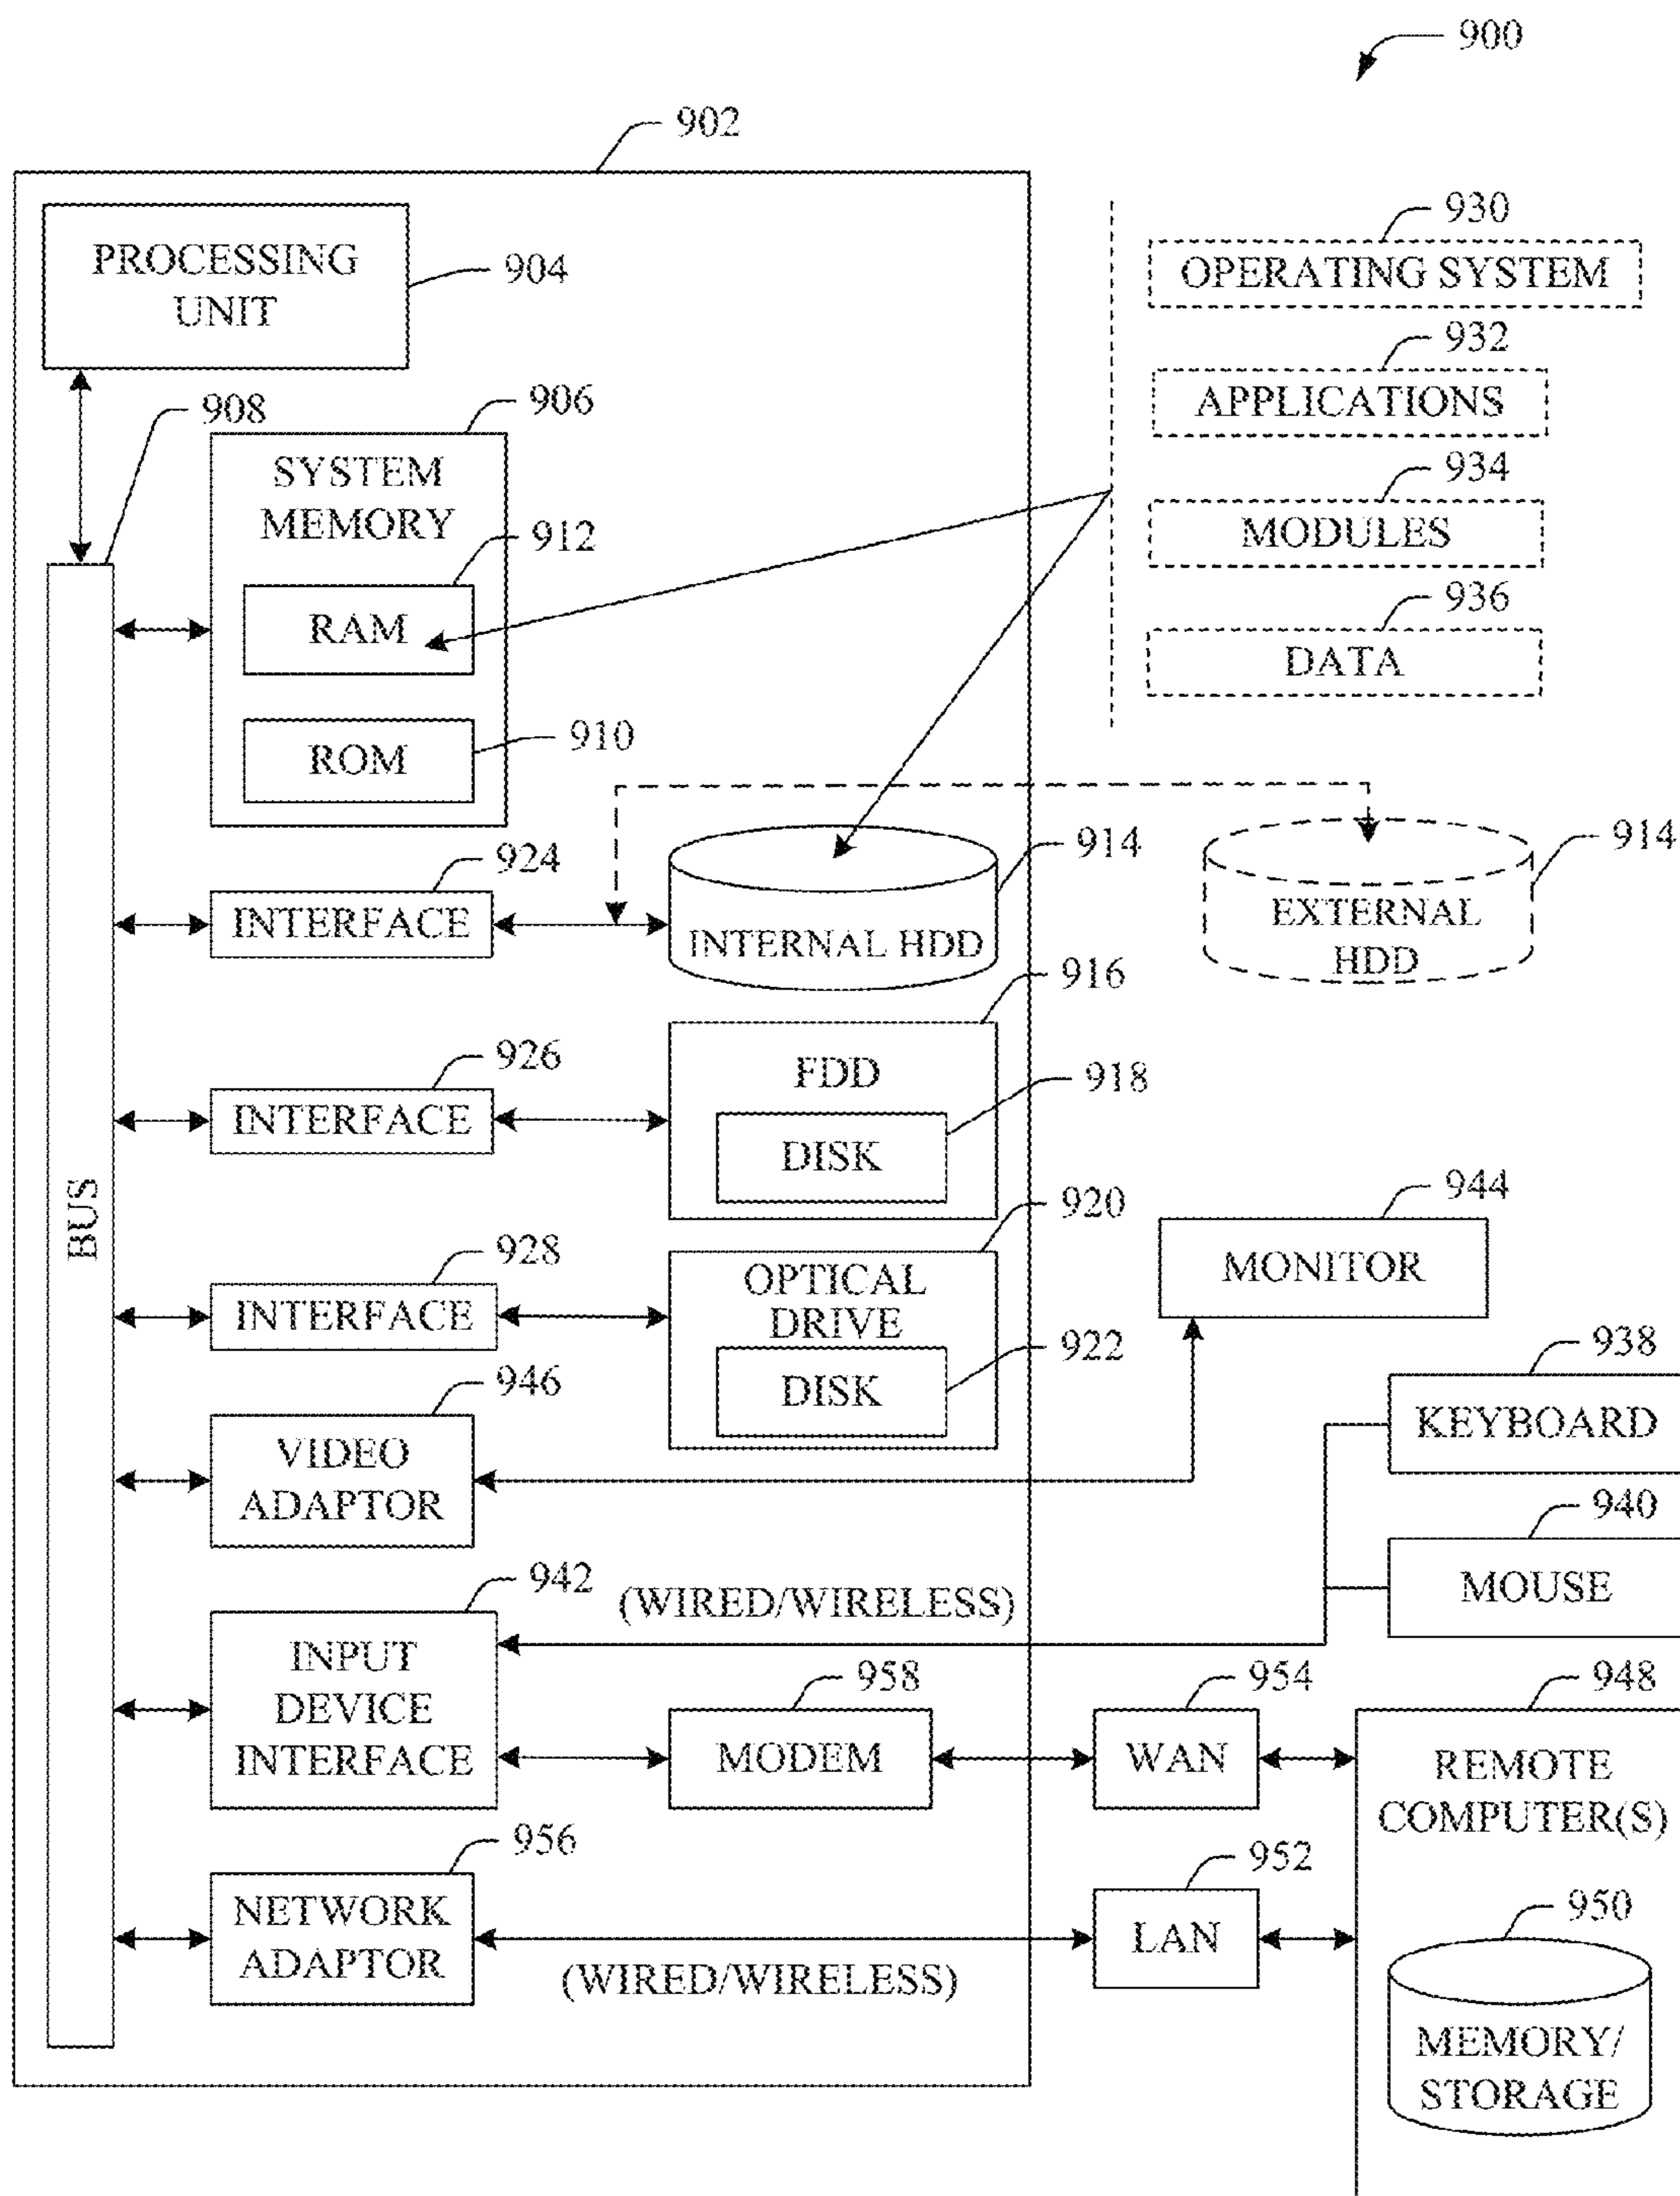 900
902
PROCESSING
UNIT
904
930
OPERATING SYSTEM
932
APPLICATIONS
934
MODULES
936
DATA
908
906
SYSTEM
MEMORY
912
RAM
910
ROM
924
INTERFACE
914
INTERNAL HDD
914
EXTERNAL
HDD
926
INTERFACE
916
FDD
918
DISK
BUS
928
INTERFACE
920
OPTICAL
DRIVE
922
DISK
944
MONITOR
946
VIDEO
ADAPTOR
938
KEYBOARD
940
MOUSE
942
INPUT
DEVICE
INTERFACE
(WIRED/WIRELESS)
958
MODEM
954
WAN
948
REMOTE
COMPUTER(S)
956
NETWORK
ADAPTOR
(WIRED/WIRELESS)
952
LAN
950
MEMORY/
STORAGE